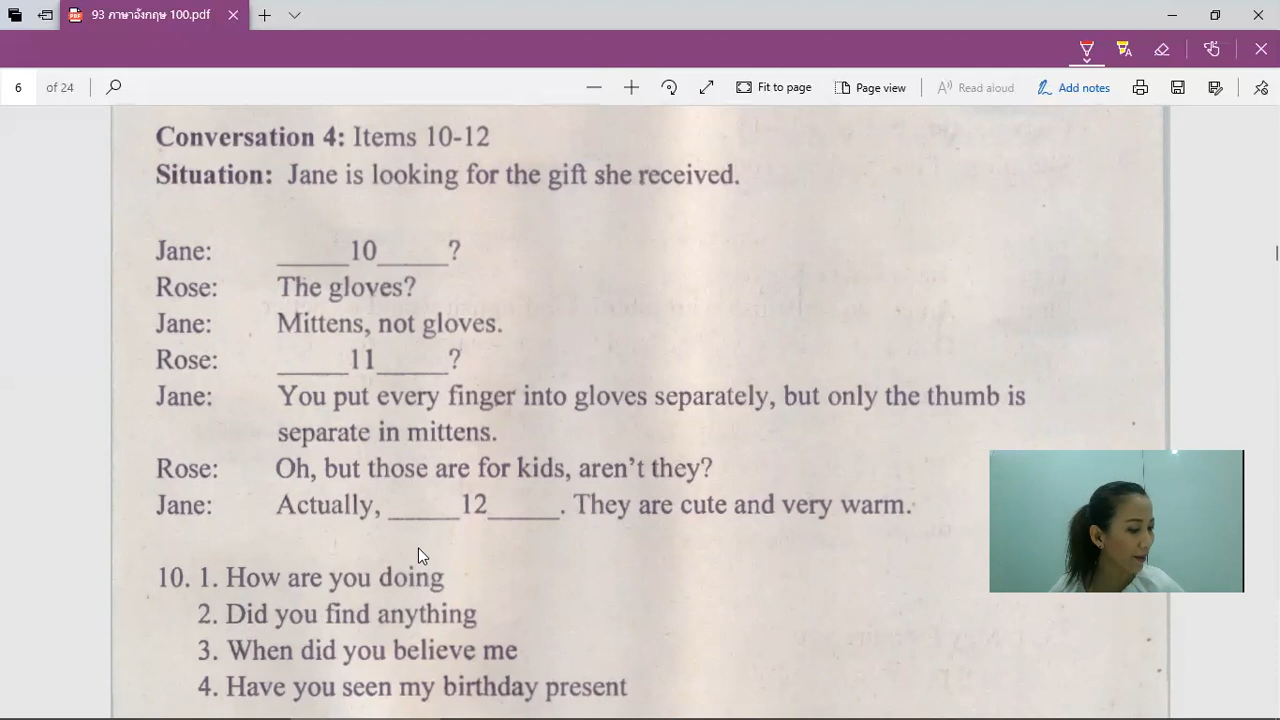 93 ภาษาอังกฤษ 100.pdf
6 of 24
Fit to page
Page view
Read aloud
Add notes
Conversation 4: Items 10-12
Situation: Jane is looking for the gift she received.
Jane: _____10_____?
Rose: The gloves?
Jane: Mittens, not gloves.
Rose: _____11_____?
Jane: You put every finger into gloves separately, but only the thumb is
separate in mittens.
Rose: Oh, but those are for kids, aren't they?
Jane: Actually, _____12_____. They are cute and very warm.
10. 1. How are you doing
2. Did you find anything
3. When did you believe me
4. Have you seen my birthday present